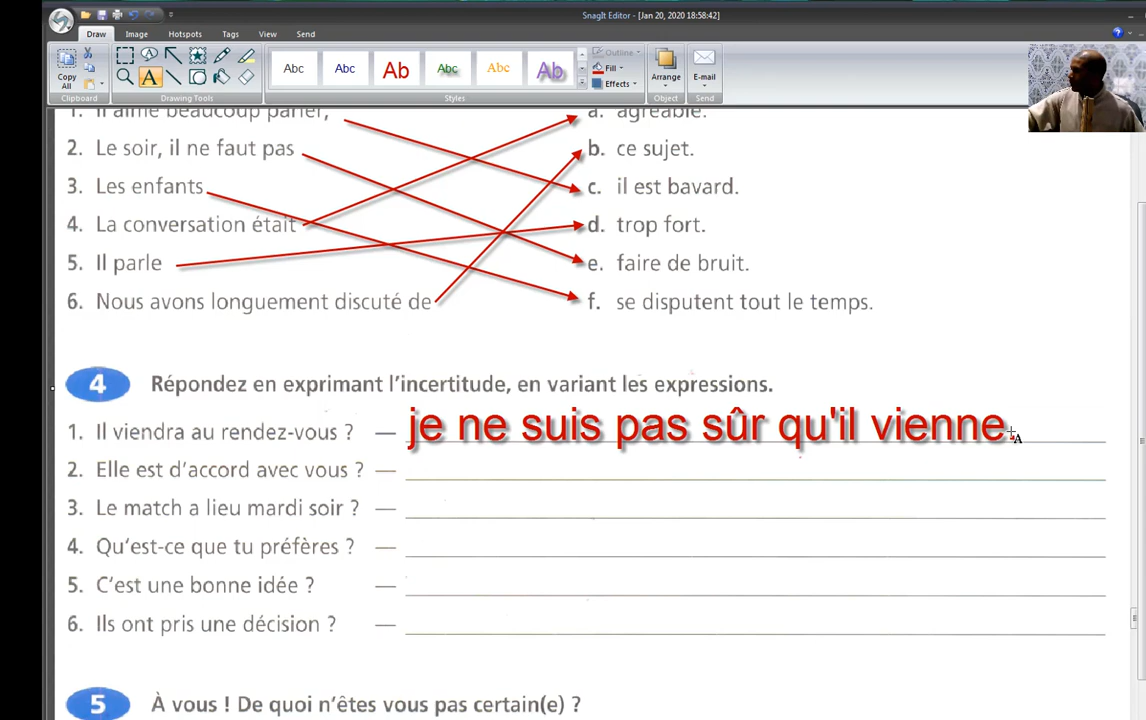 SnagIt Editor - [Jan 20, 2020 18:58:42]
Draw Image Hotspots Tags View Send
Copy All
Clipboard
Drawing Tools
Abc Abc Ab Abc Abc Ab
Styles
Outline
Fill
Effects
Arrange
Object
E-mail
Send
1. Il aime beaucoup parler, a. agréable.
2. Le soir, il ne faut pas b. ce sujet.
3. Les enfants c. il est bavard.
4. La conversation était d. trop fort.
5. Il parle e. faire de bruit.
6. Nous avons longuement discuté de f. se disputent tout le temps.
4 Répondez en exprimant l'incertitude, en variant les expressions.
1. Il viendra au rendez-vous ? — je ne suis pas sûr qu'il vienne.
2. Elle est d'accord avec vous ? —
3. Le match a lieu mardi soir ? —
4. Qu'est-ce que tu préfères ? —
5. C'est une bonne idée ? —
6. Ils ont pris une décision ? —
5 À vous ! De quoi n'êtes vous pas certain(e) ?